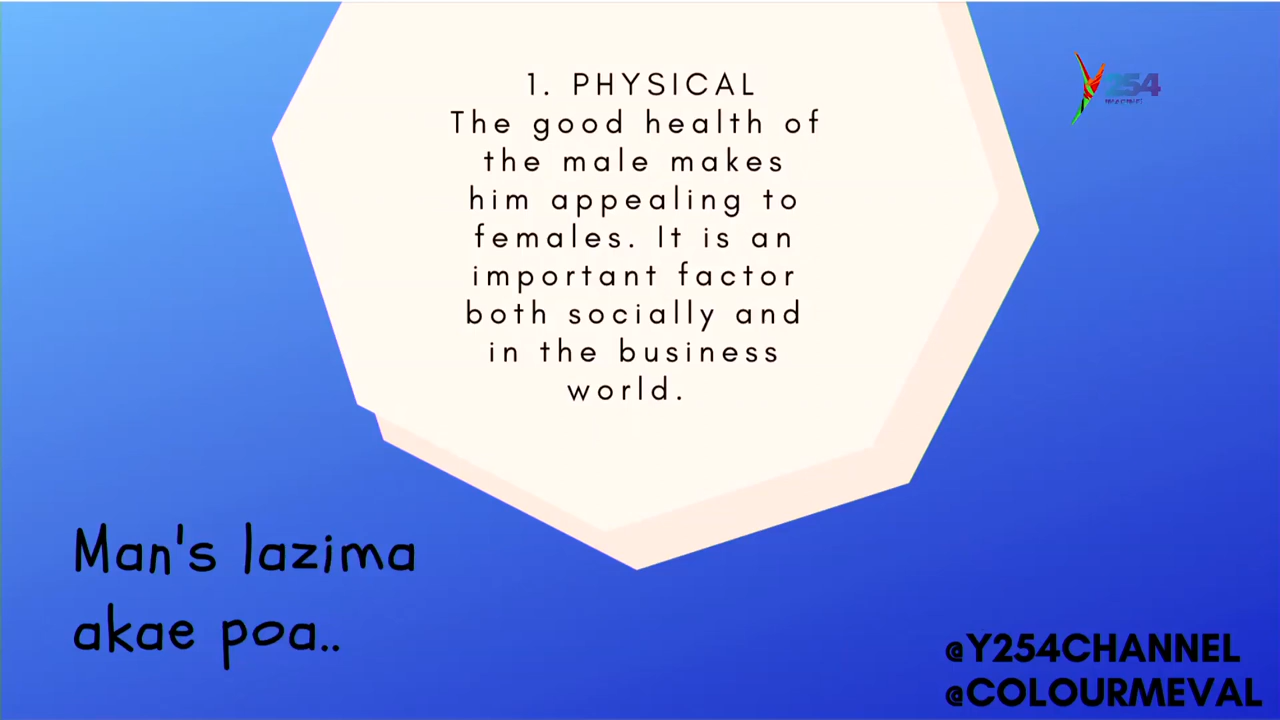 1. PHYSICAL
The good health of
the male makes
him appealing to
females. It is an
important factor
both socially and
in the business
world.
Y254
Man's lazima
akae poa..
@Y254CHANNEL
@COLOURMEVAL